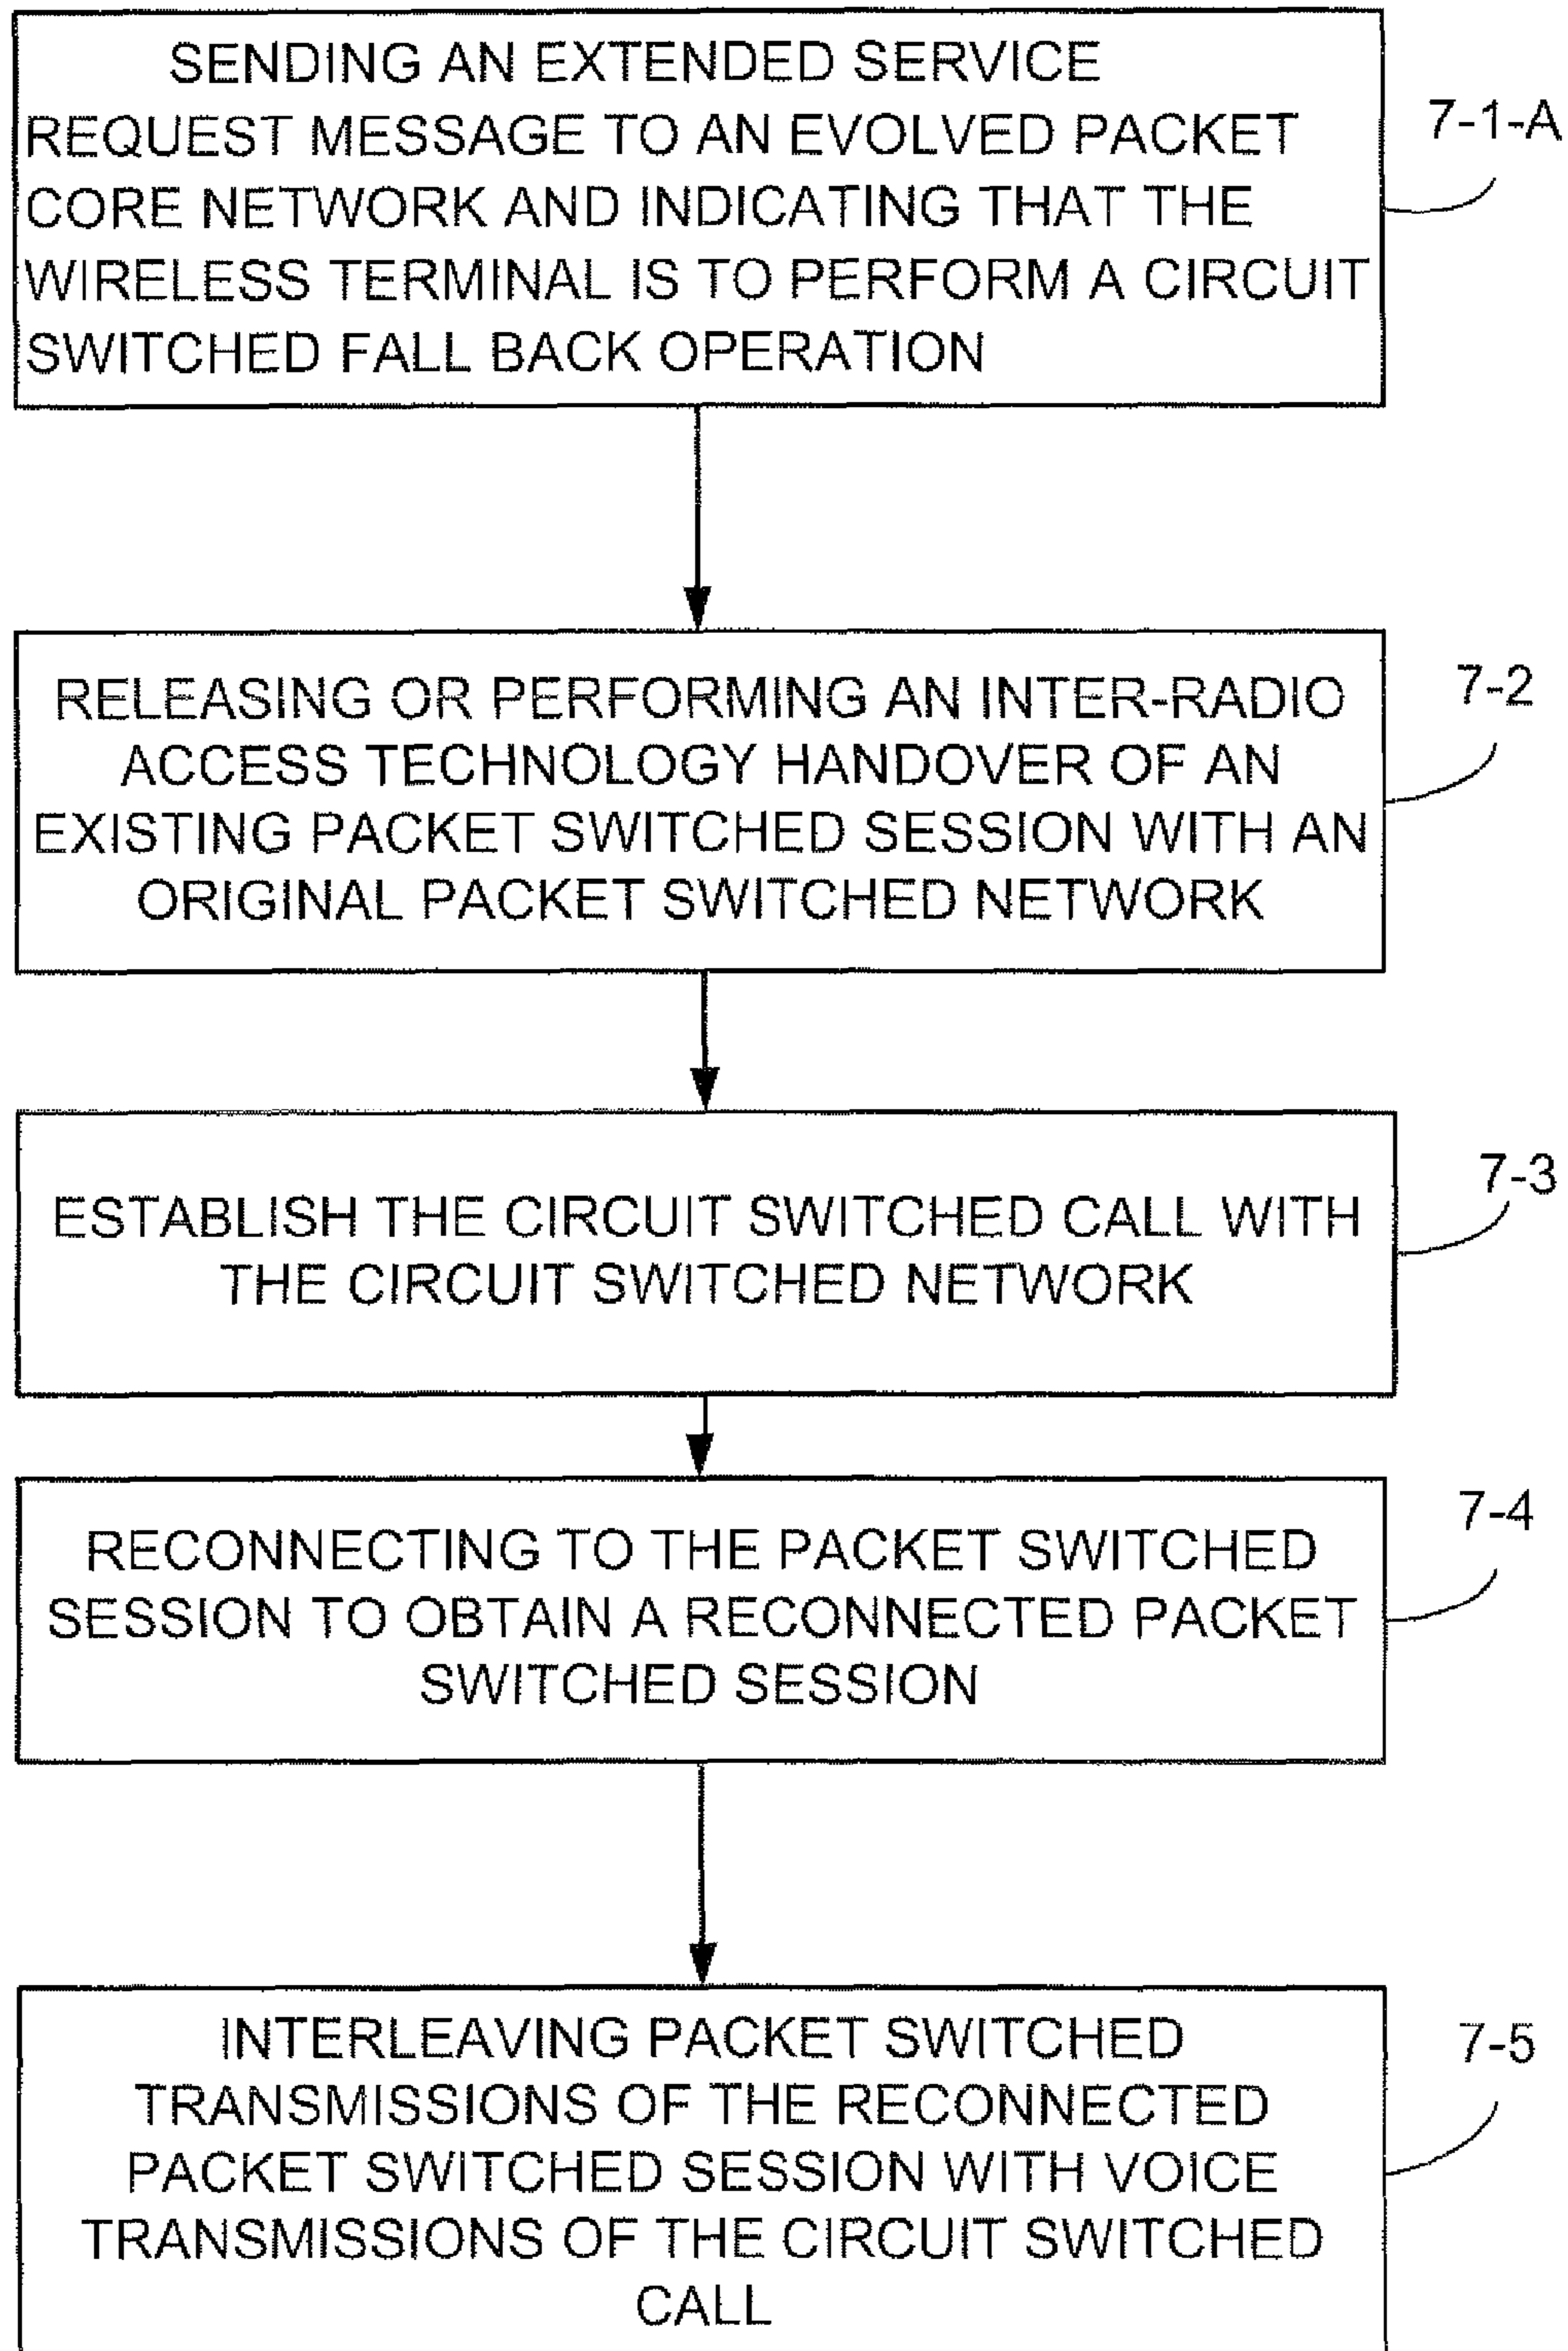 SENDING AN EXTENDED SERVICE
REQUEST MESSAGE TO AN EVOLVED PACKET
CORE NETWORK AND INDICATING THAT THE
WIRELESS TERMINAL IS TO PERFORM A CIRCUIT
SWITCHED FALL BACK OPERATION
7-1-A
RELEASING OR PERFORMING AN INTER-RADIO
ACCESS TECHNOLOGY HANDOVER OF AN
EXISTING PACKET SWITCHED SESSION WITH AN
ORIGINAL PACKET SWITCHED NETWORK
7-2
ESTABLISH THE CIRCUIT SWITCHED CALL WITH
THE CIRCUIT SWITCHED NETWORK
7-3
RECONNECTING TO THE PACKET SWITCHED
SESSION TO OBTAIN A RECONNECTED PACKET
SWITCHED SESSION
7-4
INTERLEAVING PACKET SWITCHED
TRANSMISSIONS OF THE RECONNECTED
PACKET SWITCHED SESSION WITH VOICE
TRANSMISSIONS OF THE CIRCUIT SWITCHED
CALL
7-5